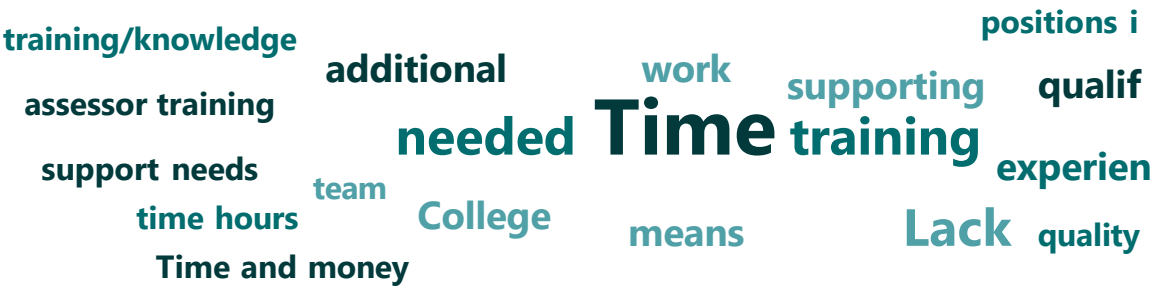 positions i
training/knowledge
additional
work
supporting
qualif
assessor training
needed
Time
training
support needs
experien
team
time hours
College
means
Lack
quality
Time and money